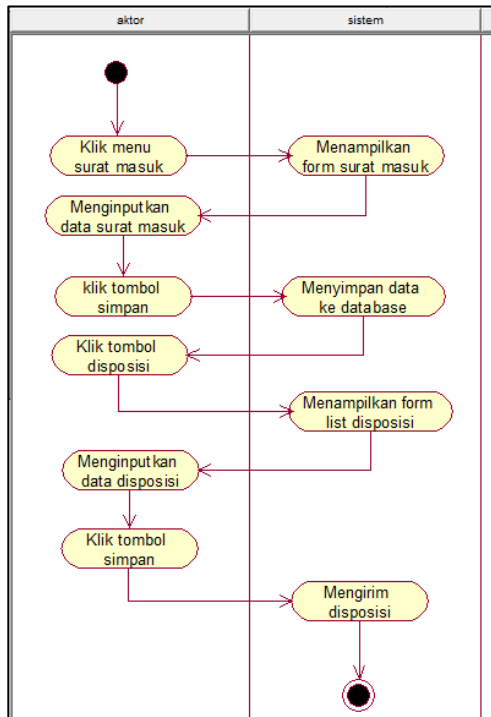 aktor
sistem
Klik menu
surat masuk
Menampilkan
form surat masuk
Menginputkan
data surat masuk
klik tombol
simpan
Menyimpan data
ke database
Klik tombol
disposisi
Menampilkan form
list disposisi
Menginputkan
data disposisi
Klik tombol
simpan
Mengirim
disposisi